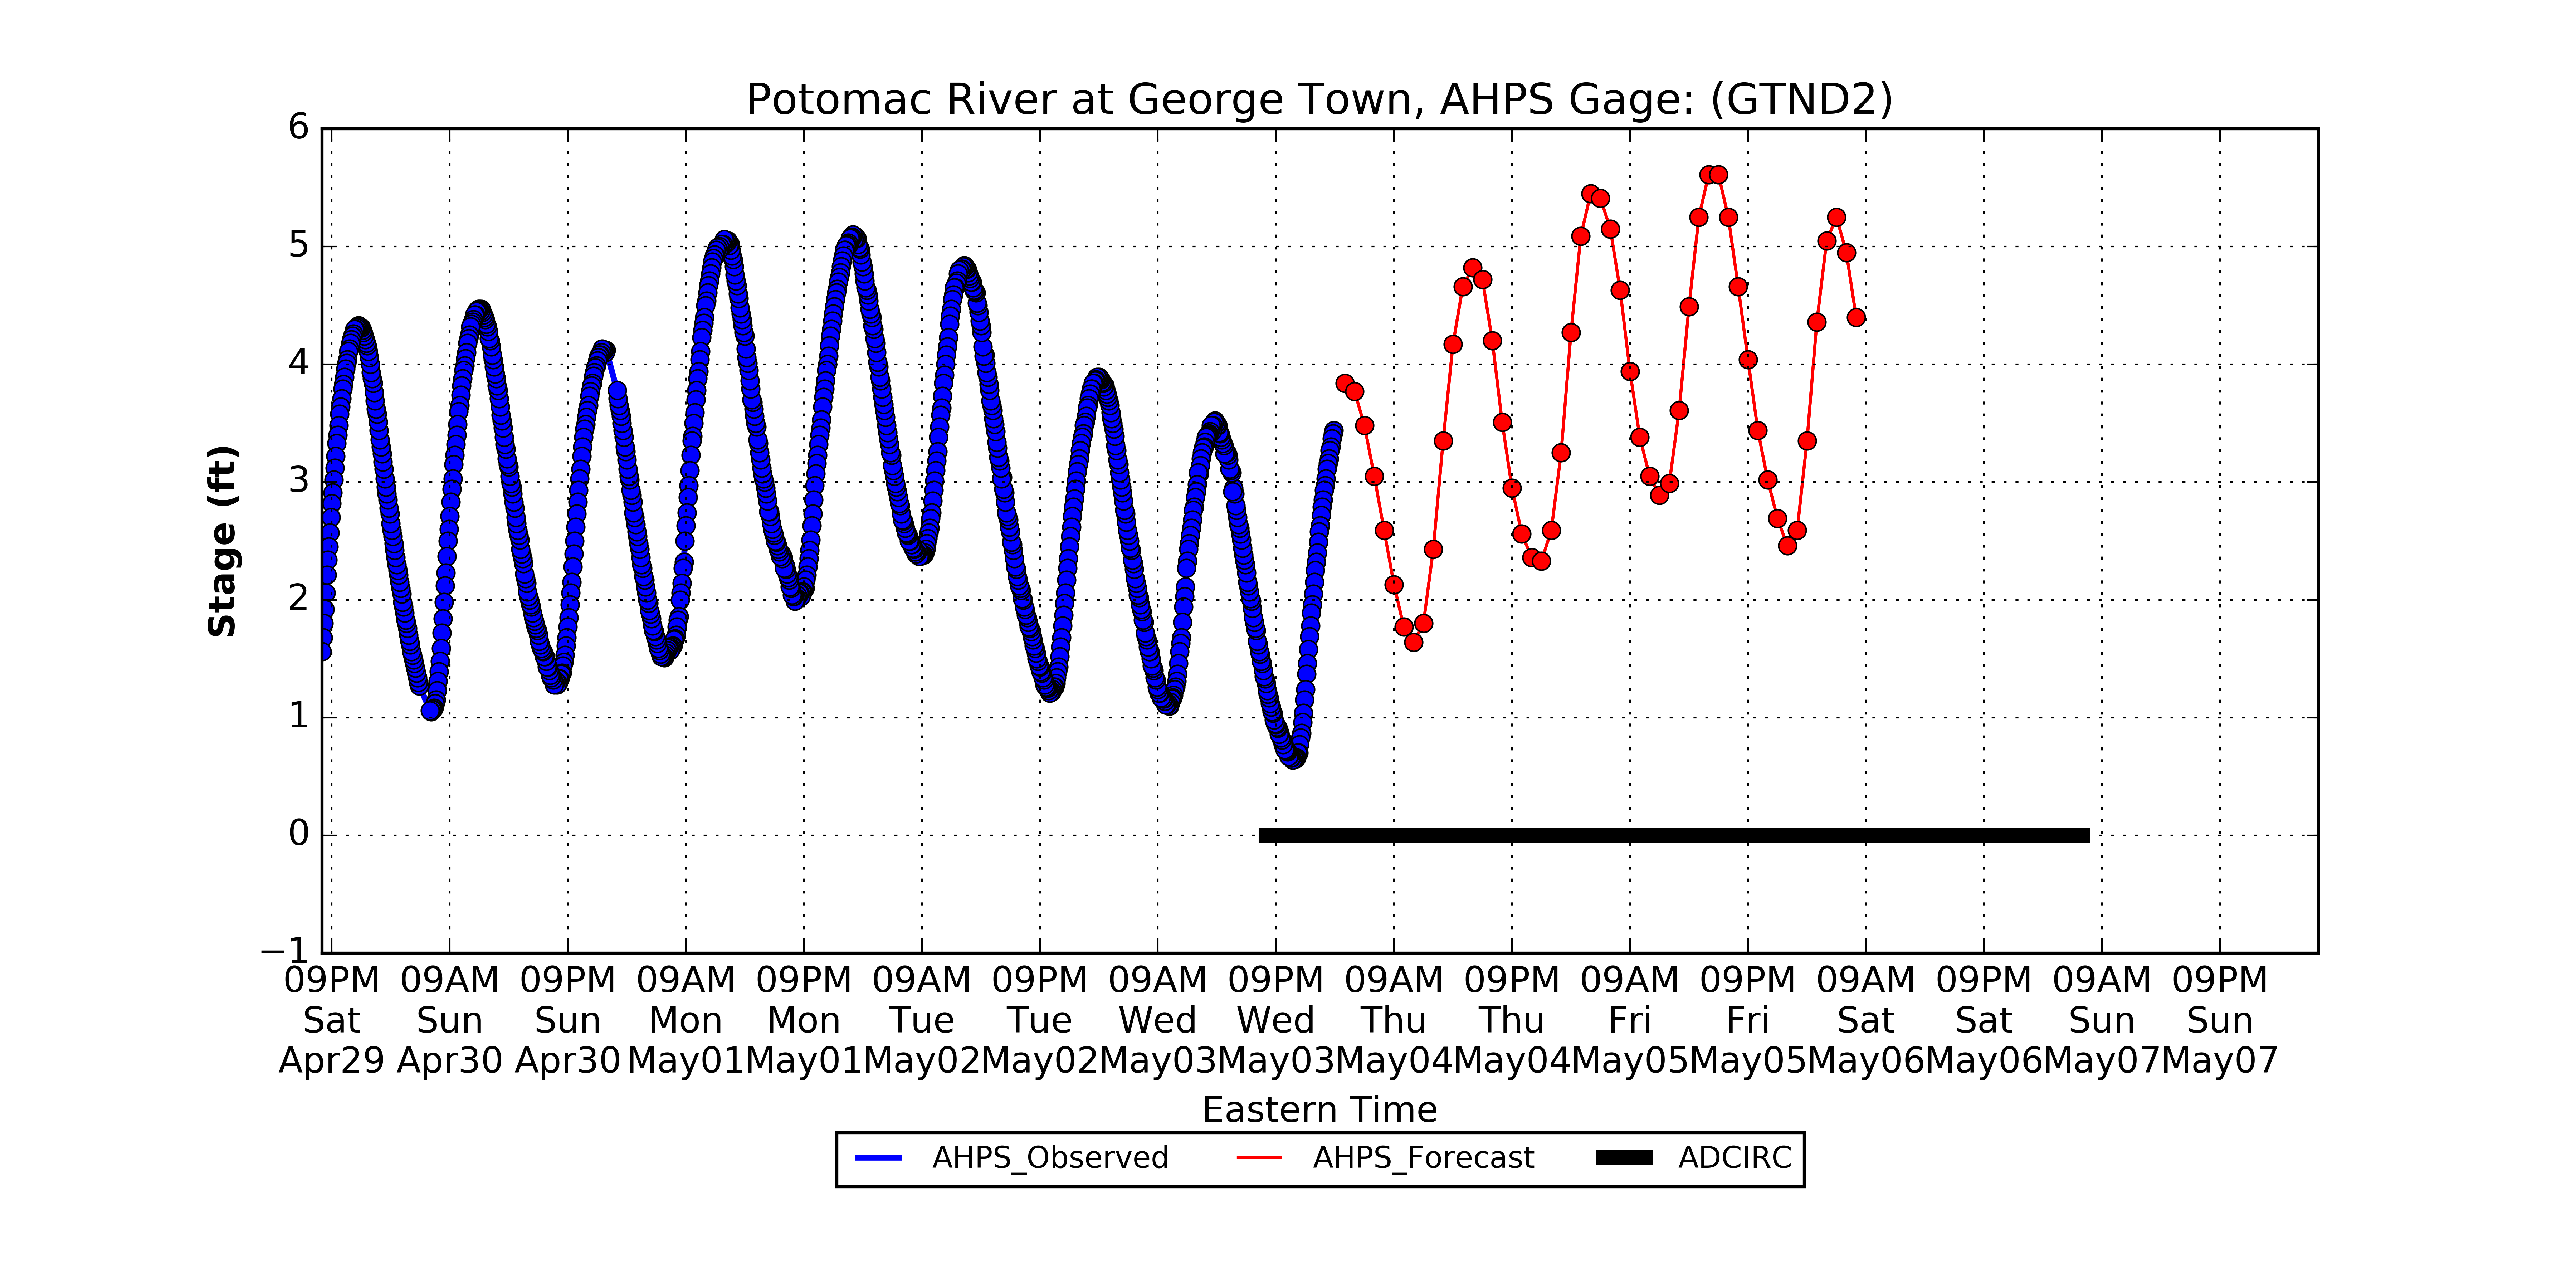 Potomac River at George Town, AHPS Gage: (GTND2)
6
5
4
3
2
1
0
−1
Stage (ft)
09PM 09AM 09PM 09AM 09PM 09AM 09PM 09AM 09PM 09AM 09PM 09AM 09PM 09AM 09PM 09AM 09PM
Sat Sun Sun Mon Mon Tue Tue Wed Wed Thu Thu Fri Fri Sat Sat Sun Sun
Apr29 Apr30 Apr30 May01 May01 May02 May02 May03 May03 May04 May04 May05 May05 May06 May06 May07 May07
Eastern Time
AHPS_Observed AHPS_Forecast ADCIRC